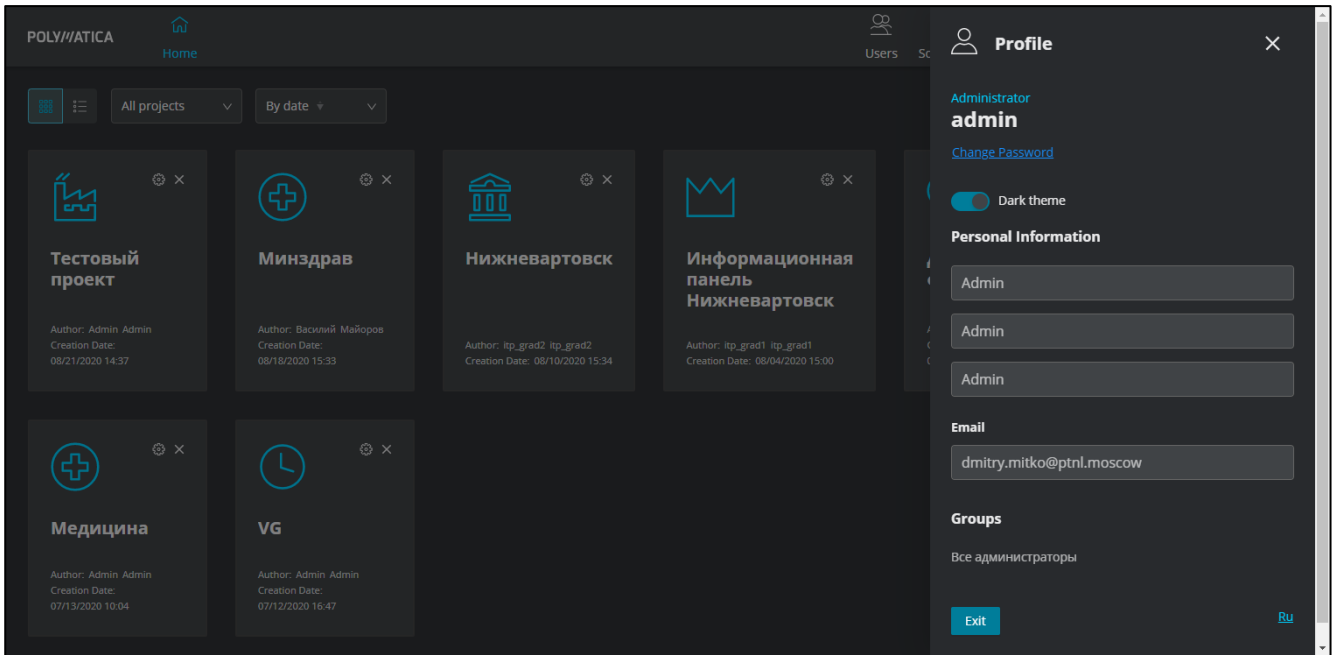 POLYMATICA
Home
Users
Profile
Administrator
admin
Change Password
Dark theme
Personal Information
Admin
Admin
Admin
Email
dmitry.mitko@ptnl.moscow
Groups
Все администраторы
Exit
Ru
All projects
By date
Тестовый
проект
Author: Admin Admin
Creation Date:
08/21/2020 14:37
Минздрав
Author: Василий Майоров
Creation Date:
08/18/2020 15:33
Нижневартовск
Author: itp_grad2 itp_grad2
Creation Date: 08/10/2020 15:34
Информационная
панель
Нижневартовск
Author: itp_grad1 itp_grad1
Creation Date: 08/04/2020 15:00
Медицина
Author: Admin Admin
Creation Date:
07/13/2020 10:04
VG
Author: Admin Admin
Creation Date:
07/12/2020 16:47